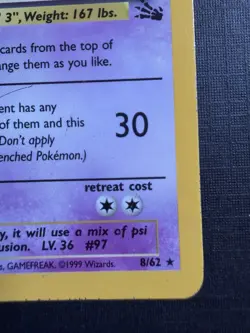 ' 3", Weight: 167 lbs.
cards from the top of
ange them as you like.
ent has any
of them and this
Don't apply
enched Pokémon.)
30
retreat cost
y, it will use a mix of psi
usion. LV. 36 #97
s, GAMEFREAK. ©1999 Wizards. 8/62 ★